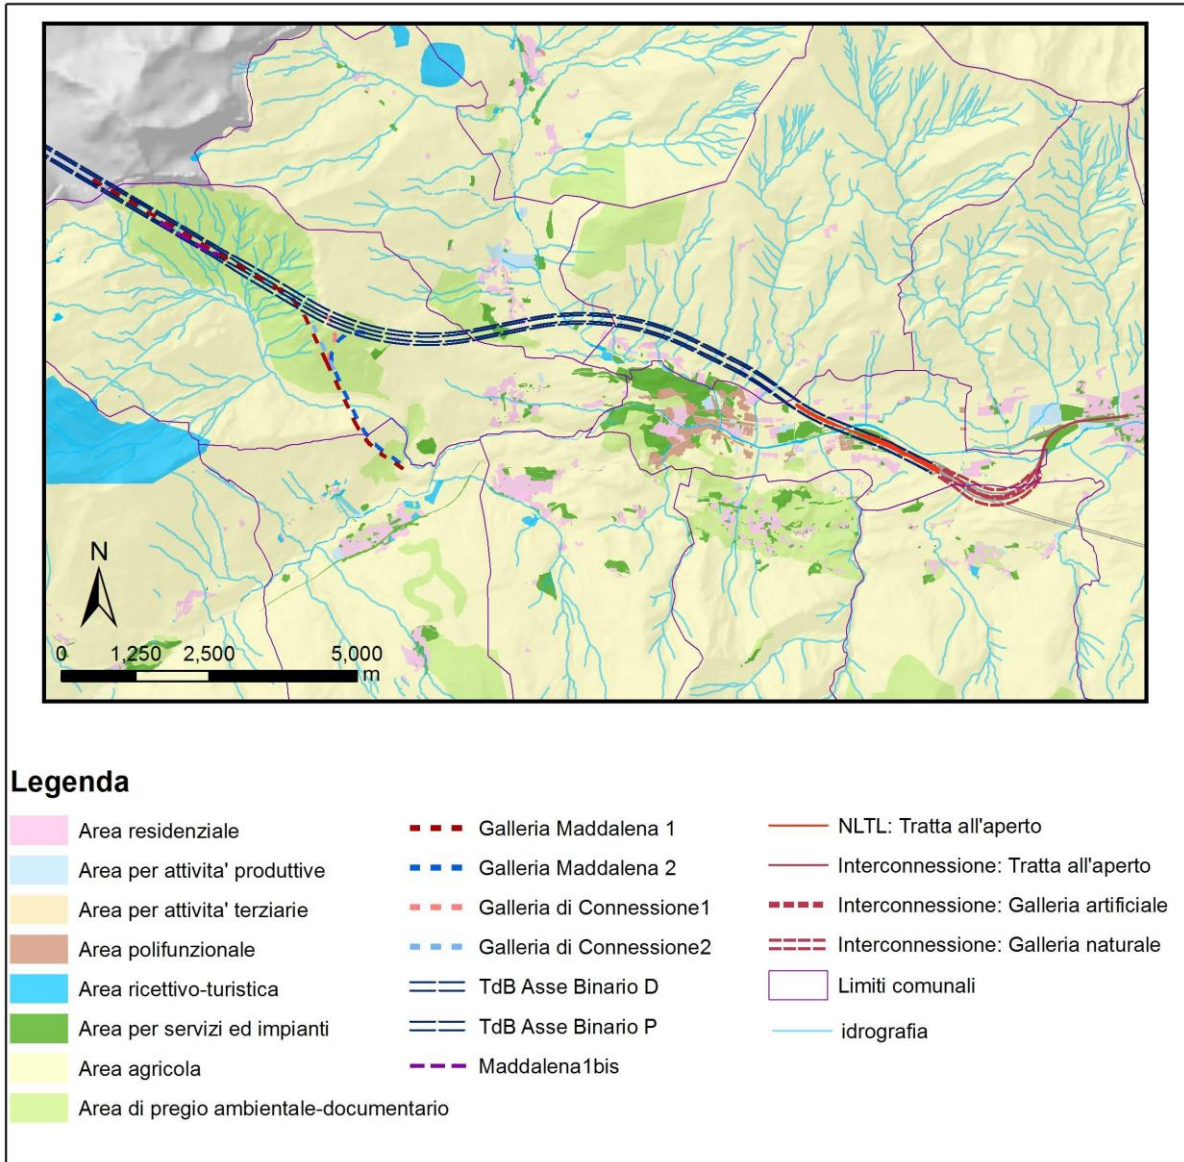 N
0 1,250 2,500 5,000
m
Legenda
Area residenziale
Area per attivita' produttive
Area per attivita' terziarie
Area polifunzionale
Area ricettivo-turistica
Area per servizi ed impianti
Area agricola
Area di pregio ambientale-documentario
Galleria Maddalena 1
Galleria Maddalena 2
Galleria di Connessione1
Galleria di Connessione2
TdB Asse Binario D
TdB Asse Binario P
Maddalena1bis
NLTL: Tratta all'aperto
Interconnessione: Tratta all'aperto
Interconnessione: Galleria artificiale
Interconnessione: Galleria naturale
Limiti comunali
idrografia